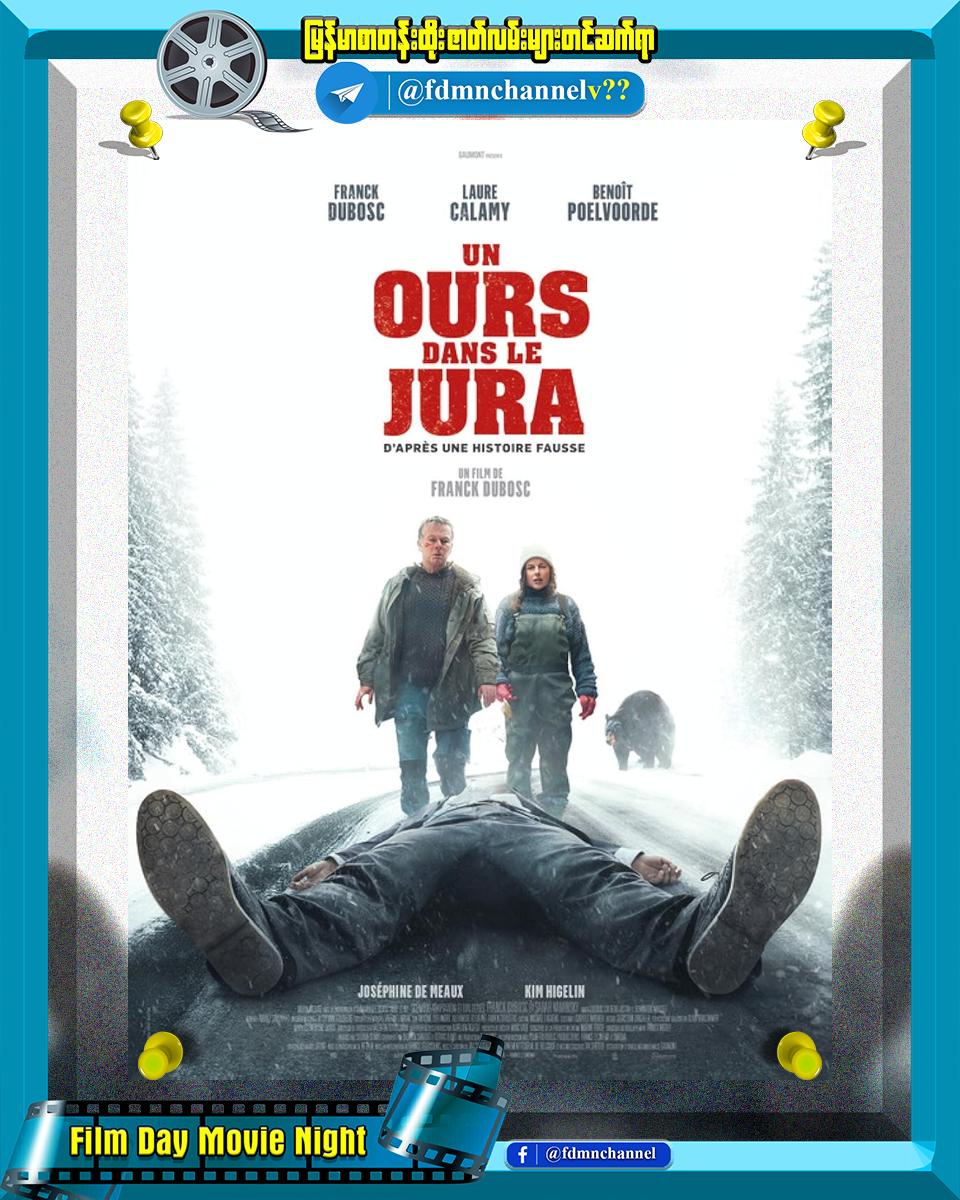 မြန်မာစာတန်းထိုးဇာတ်လမ်းများတင်ဆက်ရာ
@fdmnchannelv??
GAUMONT PRÉSENTE
FRANCK DUBOSC
LAURE CALAMY
BENOÎT POELVOORDE
UN
OURS
DANS LE
JURA
D'APRÈS UNE HISTOIRE FAUSSE
UN FILM DE
FRANCK DUBOSC
JOSÉPHINE DE MEAUX
KIM HIGELIN
Film Day Movie Night
f
@fdmnchannel